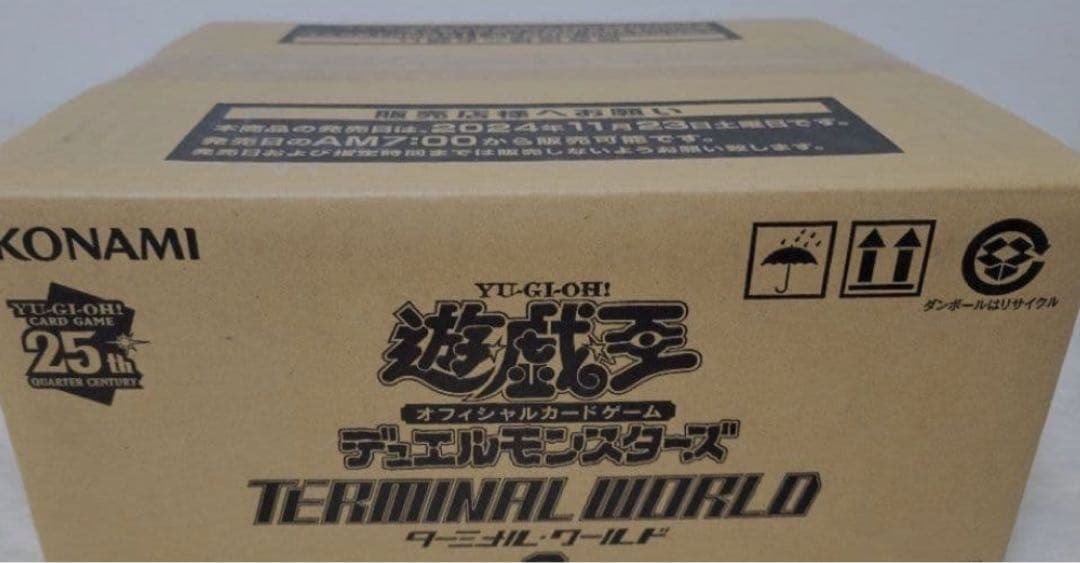 販売店様へお願い
本商品の発売日は、2024年11月23日土曜日です。
発売日のAM7:00から販売可能です。
発売日および指定時間までは販売しないようお願い致します。
KONAMI
YU-GI-OH!
CARD GAME
25th
QUARTER CENTURY
ダンボールはリサイクル
YU-GI-OH!
遊戯王
オフィシャルカードゲーム
デュエルモンスターズ
TERMINAL WORLD
ターミナル・ワールド